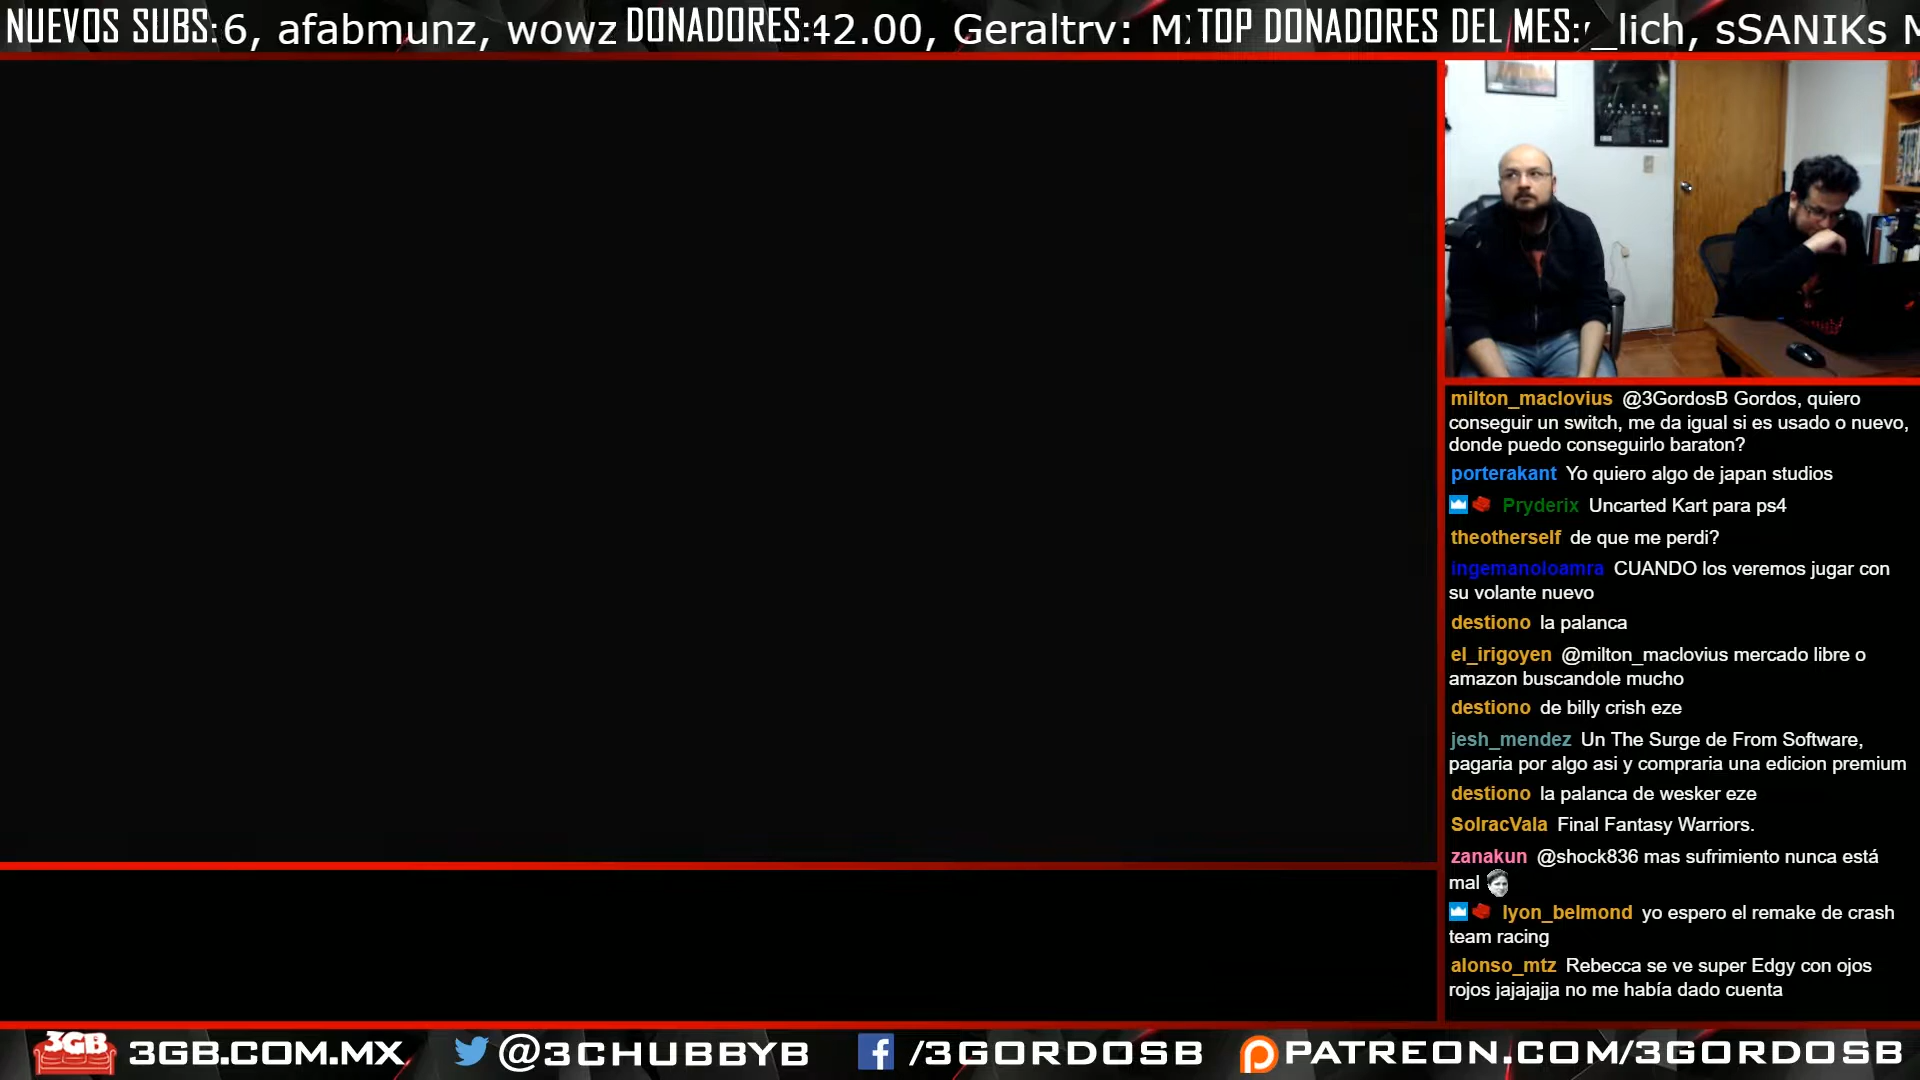 NUEVOS SUBS: 6, afabmunz, wowz DONADORES: 42.00, Geraltrv: M TOP DONADORES DEL MES: _lich, sSANIKs M
ALIEN
milton_maclovius @3GordosB Gordos, quiero
conseguir un switch, me da igual si es usado o nuevo,
donde puedo conseguirlo baraton?
porterakant Yo quiero algo de japan studios
Pryderix Uncarted Kart para ps4
theotherself de que me perdi?
ingemanoloamra CUANDO los veremos jugar con
su volante nuevo
destiono la palanca
el_irigoyen @milton_maclovius mercado libre o
amazon buscandole mucho
destiono de billy crish eze
jesh_mendez Un The Surge de From Software,
pagaria por algo asi y compraria una edicion premium
destiono la palanca de wesker eze
SolracVala Final Fantasy Warriors.
zanakun @shock836 mas sufrimiento nunca está
mal
lyon_belmond yo espero el remake de crash
team racing
alonso_mtz Rebecca se ve super Edgy con ojos
rojos jajajajja no me había dado cuenta
3GB 3GB.COM.MX @3CHUBBYB /3GORDOSB PATREON.COM/3GORDOSB